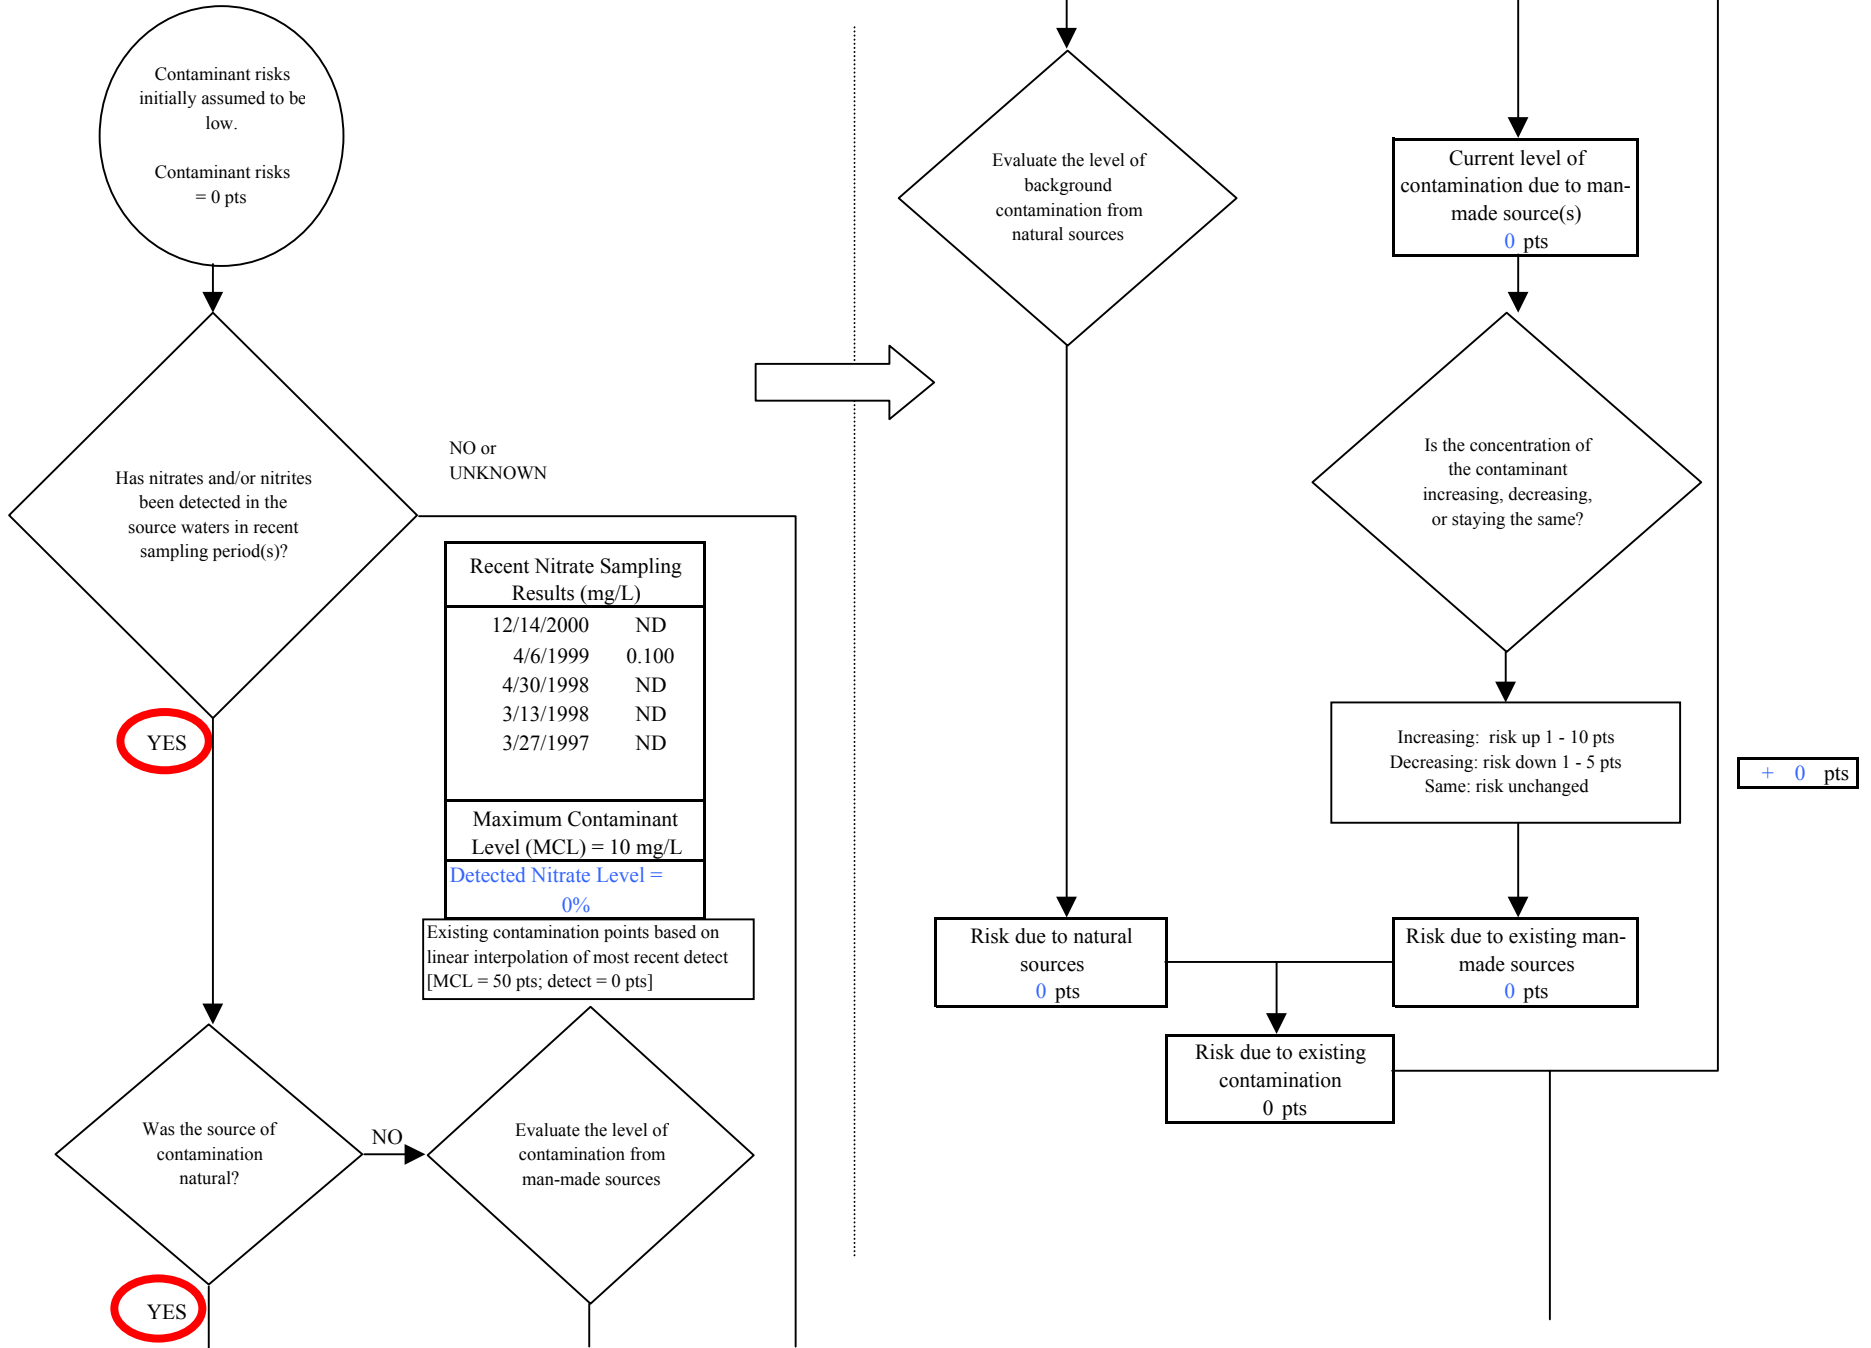 Contaminant risks
initially assumed to be
low.
Contaminant risks
= 0 pts
Has nitrates and/or nitrites
been detected in the
source waters in recent
sampling period(s)?
NO or
UNKNOWN
YES
Recent Nitrate Sampling
Results (mg/L)
12/14/2000 ND
4/6/1999 0.100
4/30/1998 ND
3/13/1998 ND
3/27/1997 ND
Maximum Contaminant
Level (MCL) = 10 mg/L
Detected Nitrate Level =
0%
Existing contamination points based on
linear interpolation of most recent detect
[MCL = 50 pts; detect = 0 pts]
Was the source of
contamination
natural?
NO
Evaluate the level of
contamination from
man-made sources
YES
Evaluate the level of
background
contamination from
natural sources
Current level of
contamination due to man-
made source(s)
0 pts
Is the concentration of
the contaminant
increasing, decreasing,
or staying the same?
Increasing: risk up 1 - 10 pts
Decreasing: risk down 1 - 5 pts
Same: risk unchanged
+ 0 pts
Risk due to natural
sources
0 pts
Risk due to existing man-
made sources
0 pts
Risk due to existing
contamination
0 pts